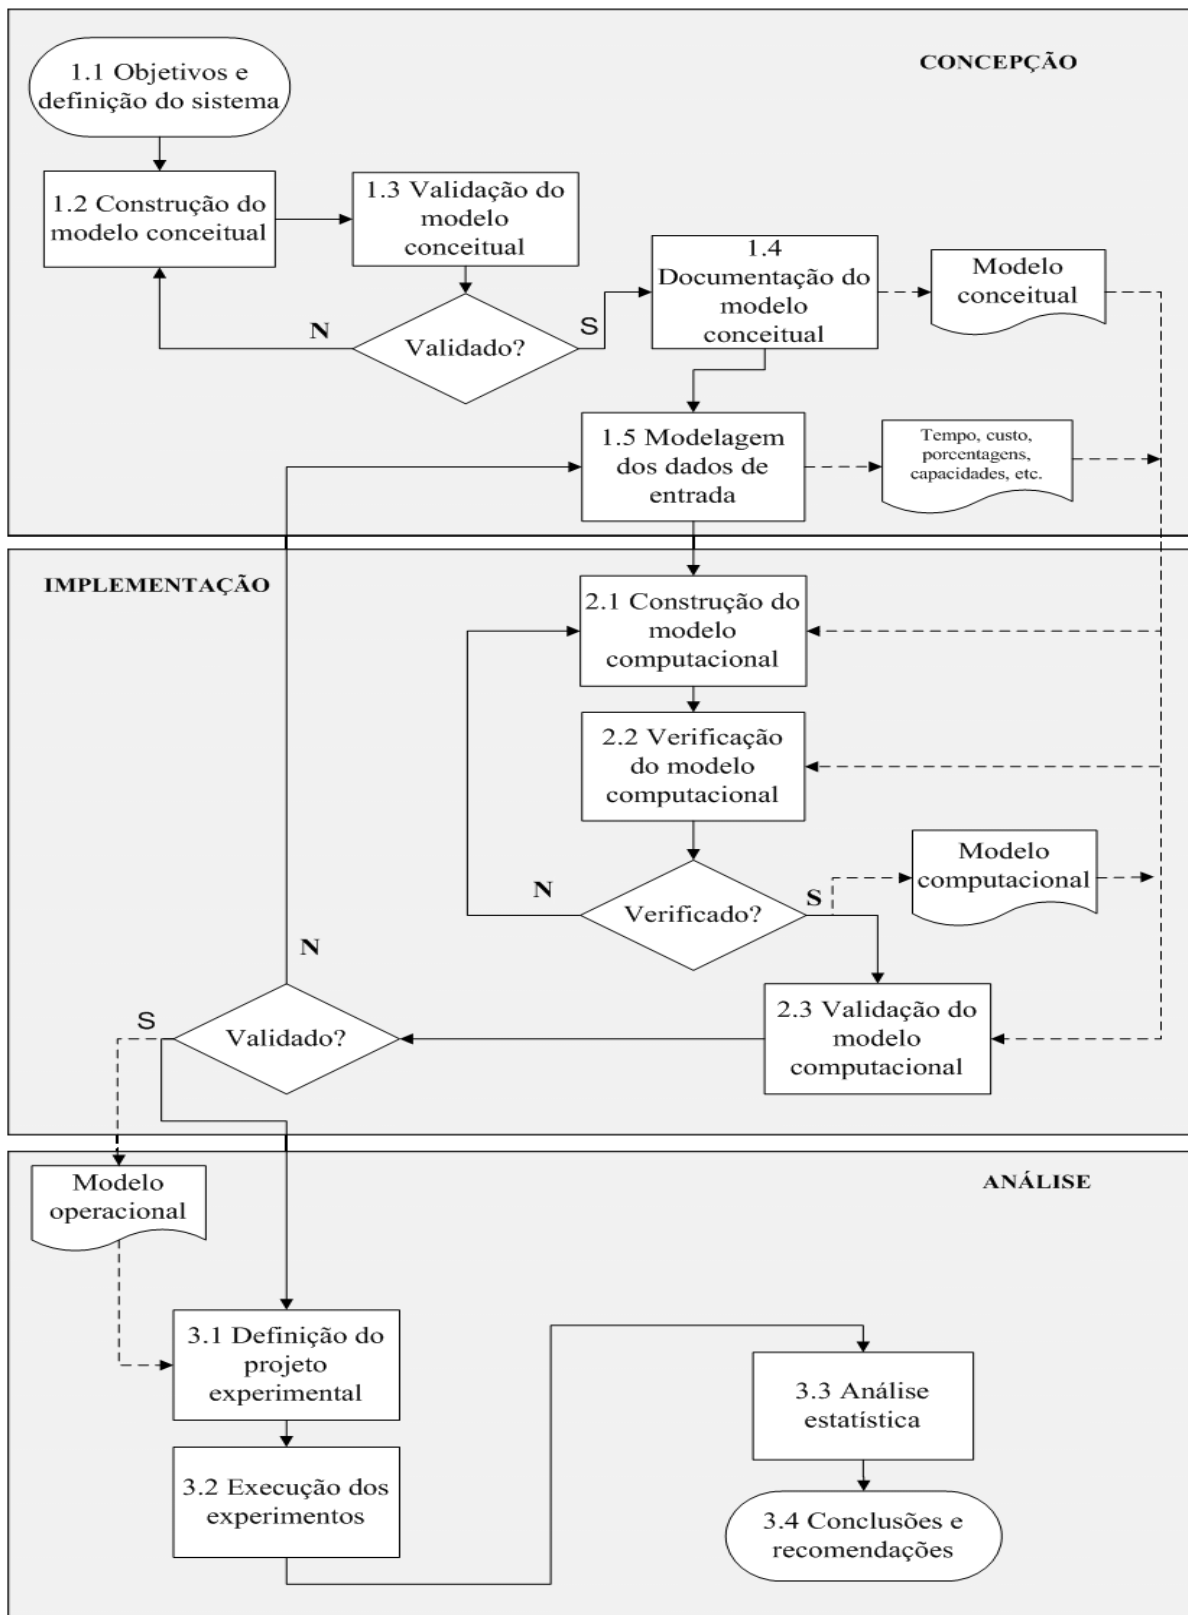 CONCEPÇÃO
1.1 Objetivos e
definição do sistema
1.2 Construção do
modelo conceitual
1.3 Validação do
modelo
conceitual
Validado?
N
S
1.4
Documentação do
modelo
conceitual
Modelo
conceitual
1.5 Modelagem
dos dados de
entrada
Tempo, custo,
porcentagens,
capacidades, etc.
IMPLEMENTAÇÃO
2.1 Construção do
modelo
computacional
2.2 Verificação
do modelo
computacional
Verificado?
N
S
Modelo
computacional
2.3 Validação do
modelo
computacional
Validado?
N
S
ANÁLISE
Modelo
operacional
3.1 Definição do
projeto
experimental
3.2 Execução dos
experimentos
3.3 Análise
estatística
3.4 Conclusões e
recomendações